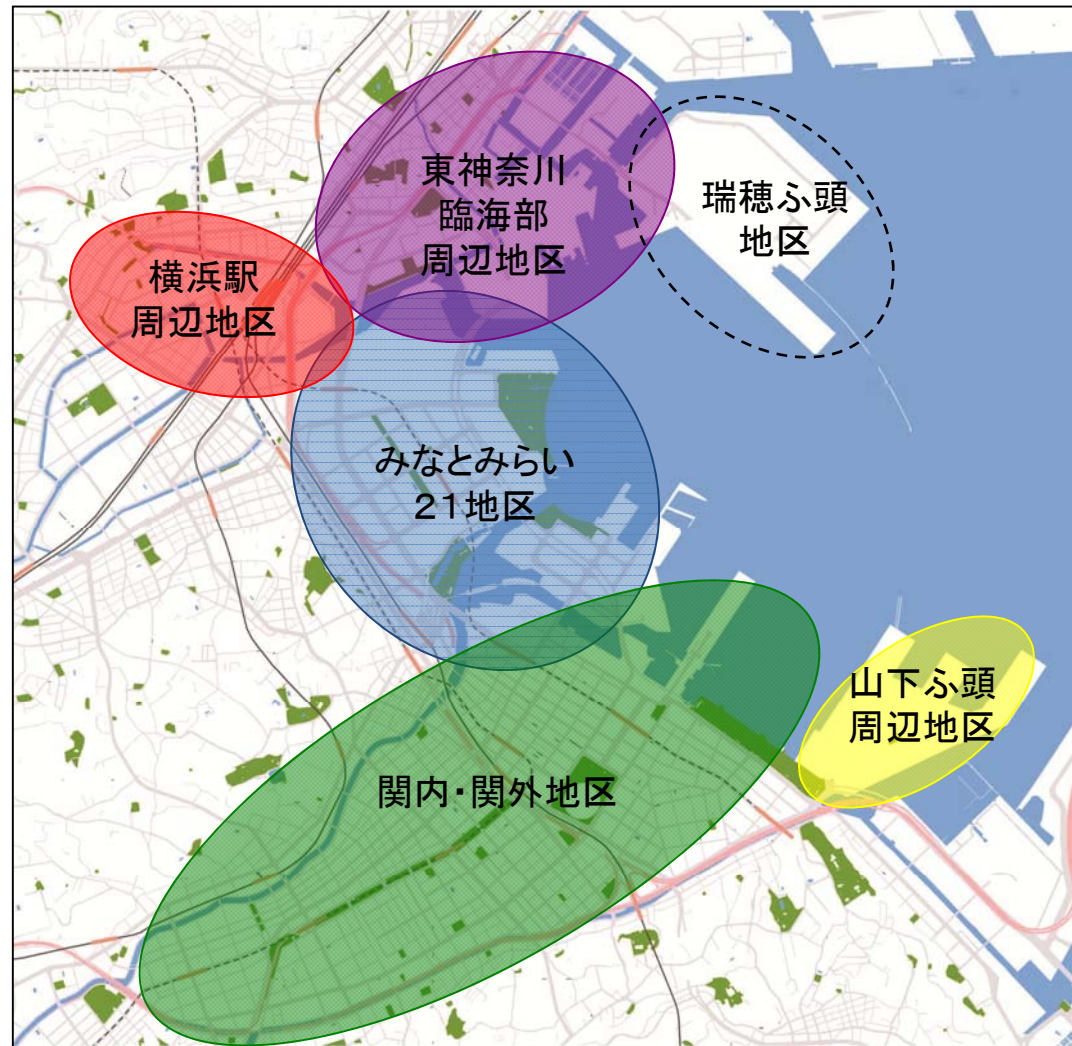 東神奈川
臨海部
周辺地区
瑞穂ふ頭
地区
横浜駅
周辺地区
みなとみらい
２１地区
山下ふ頭
周辺地区
関内・関外地区